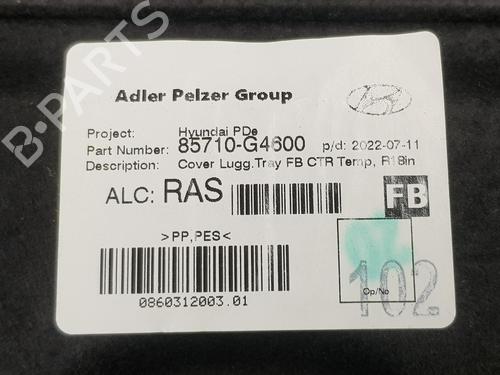 B-PARTS
Adler Pelzer Group
Project: Hyundai PDe
Part Number: 85710-G4600 p/d: 2022-07-11
Description: Cover Lugg.Tray FB CTR Temp, R18in
ALC: RAS
FB
>PP,PES<
0860312003.01
102
Op/No